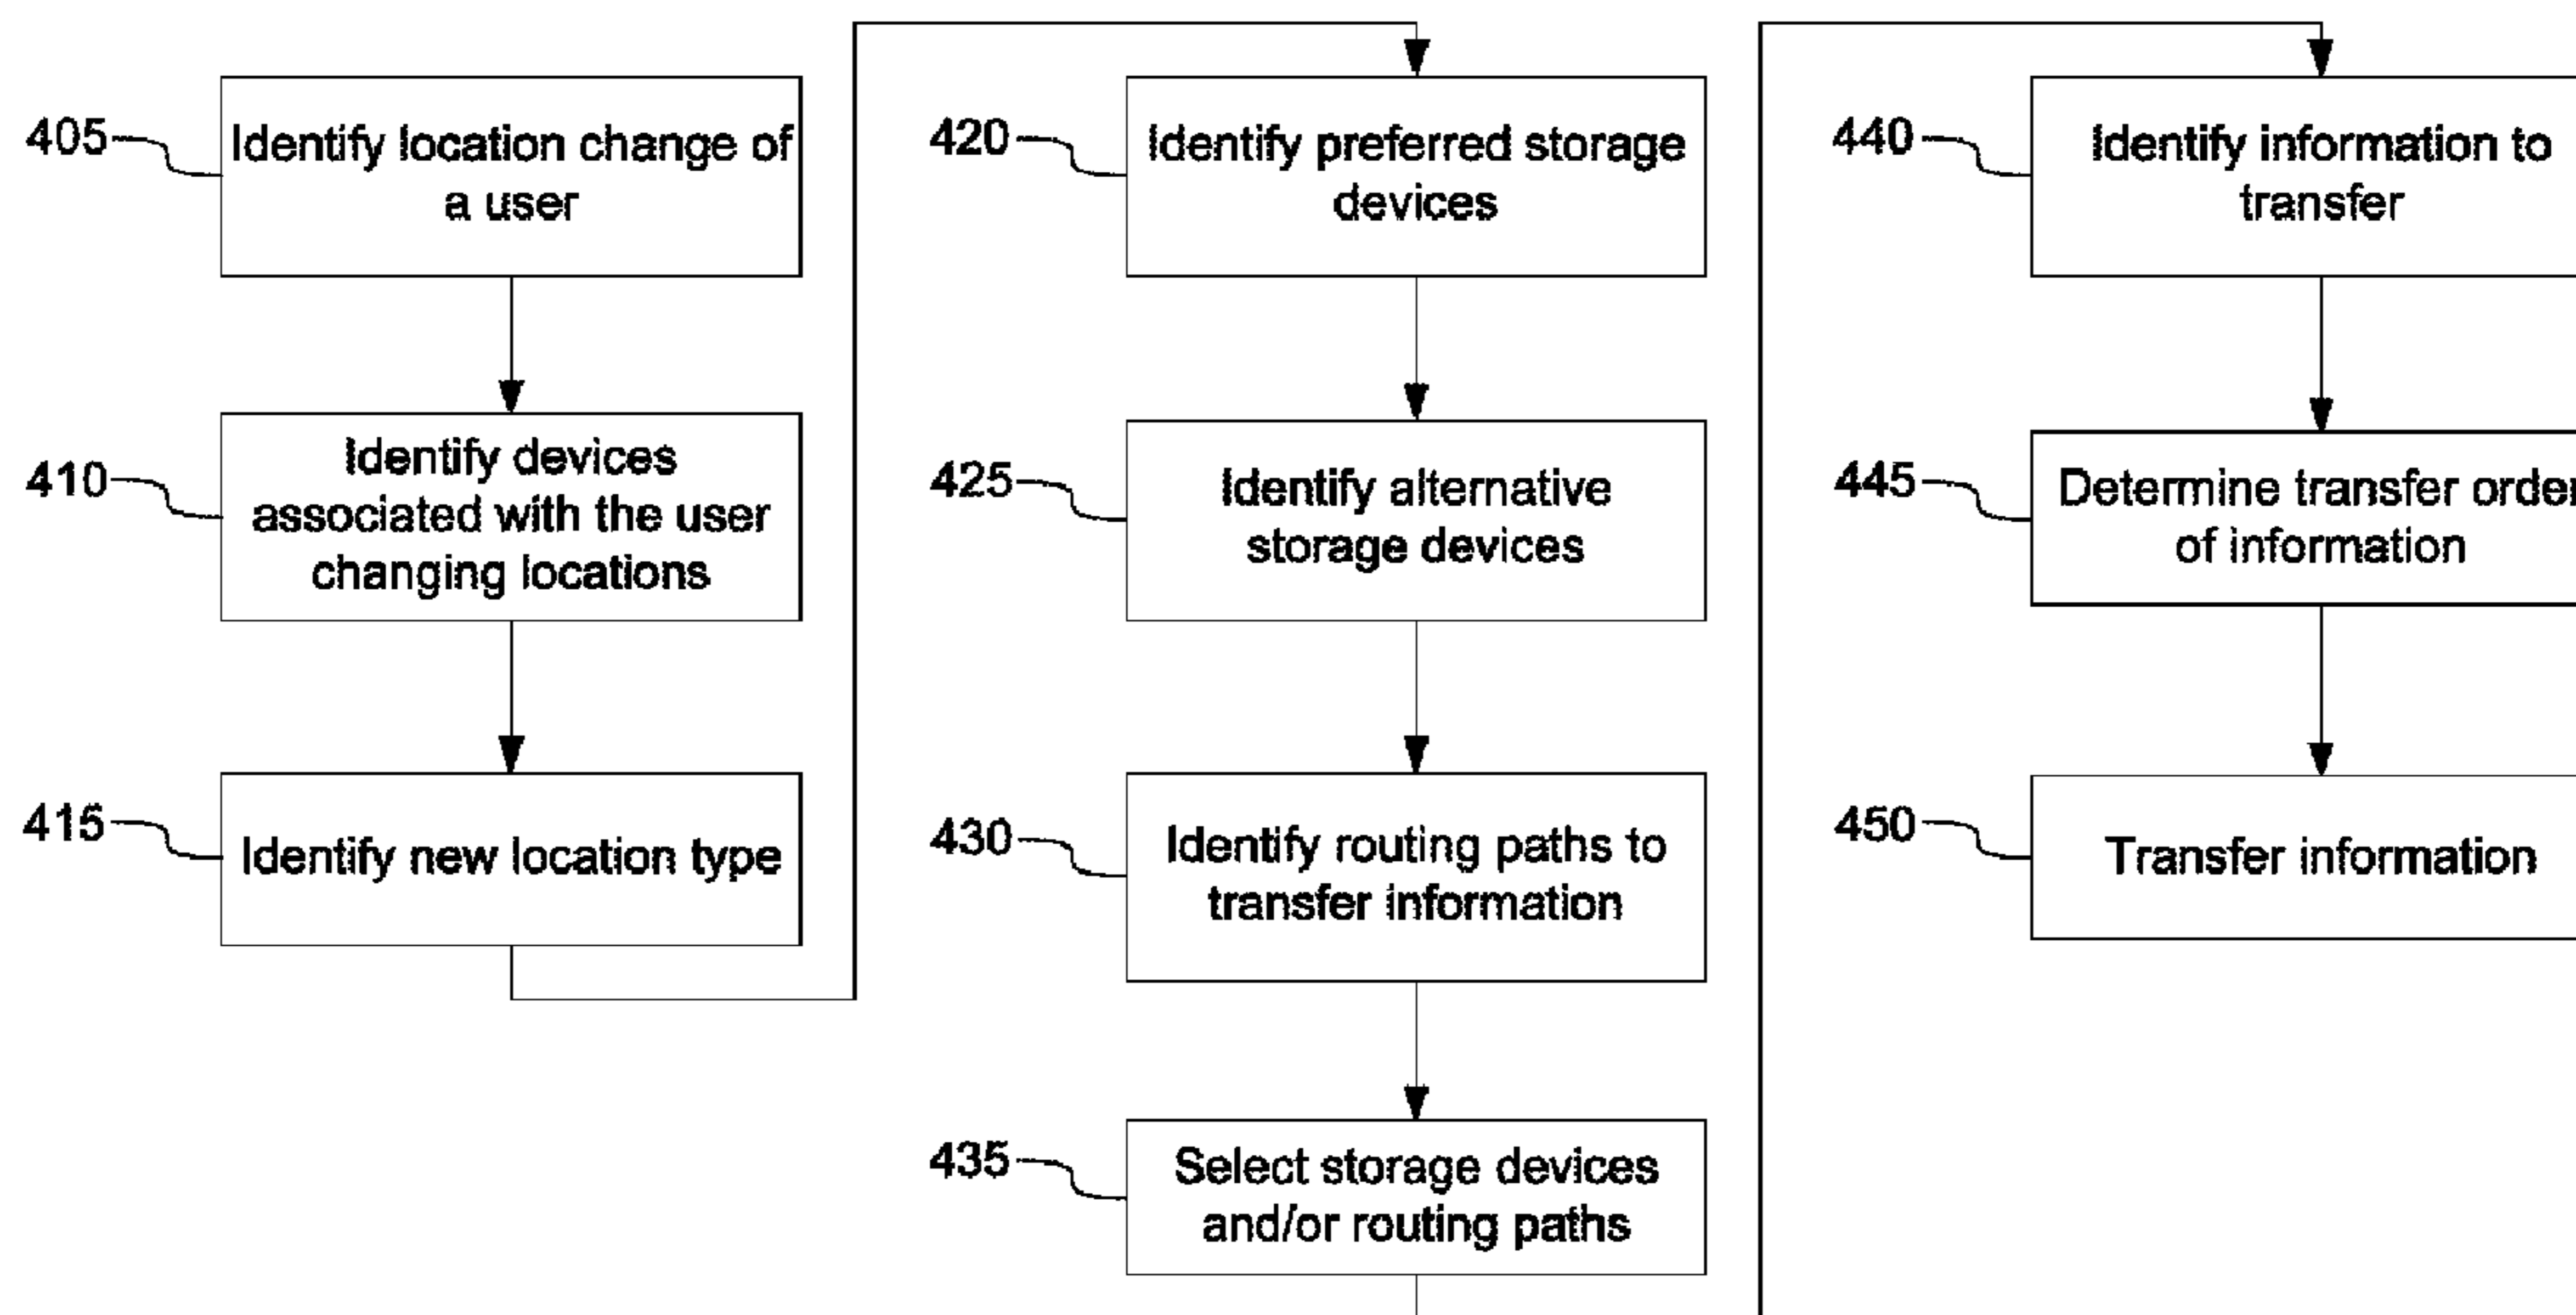 405
Identify location change of
a user
410
Identify devices
associated with the user
changing locations
415
Identify new location type
420
Identify preferred storage
devices
425
Identify alternative
storage devices
430
Identify routing paths to
transfer information
435
Select storage devices
and/or routing paths
440
Identify information to
transfer
445
Determine transfer order
of information
450
Transfer information